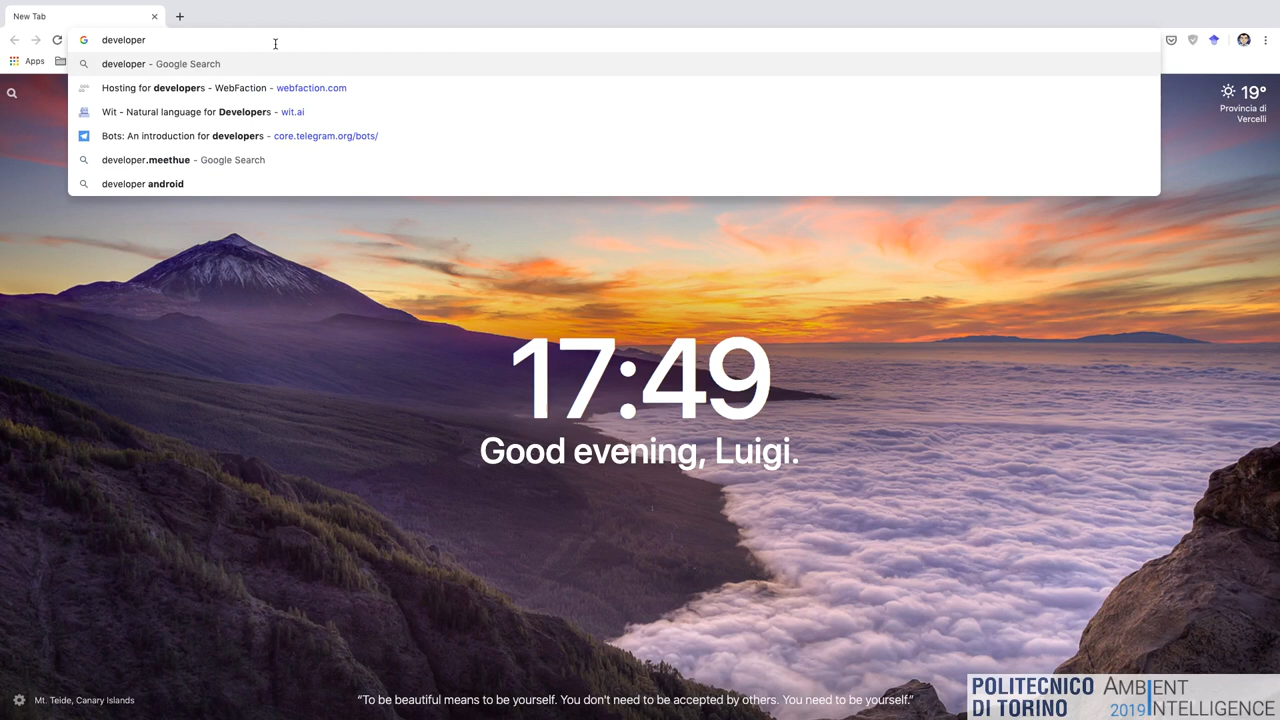 New Tab
developer
Apps
developer - Google Search
Hosting for developers - WebFaction - webfaction.com
Wit - Natural language for Developers - wit.ai
Bots: An introduction for developers - core.telegram.org/bots/
developer.meethue - Google Search
developer android
19°
Provincia di
Vercelli
17:49
Good evening, Luigi.
Mt. Teide, Canary Islands
“To be beautiful means to be yourself. You don't need to be accepted by others. You need to be yourself.”
POLITECNICO
DI TORINO
AMBIENT
2019 INTELLIGENCE